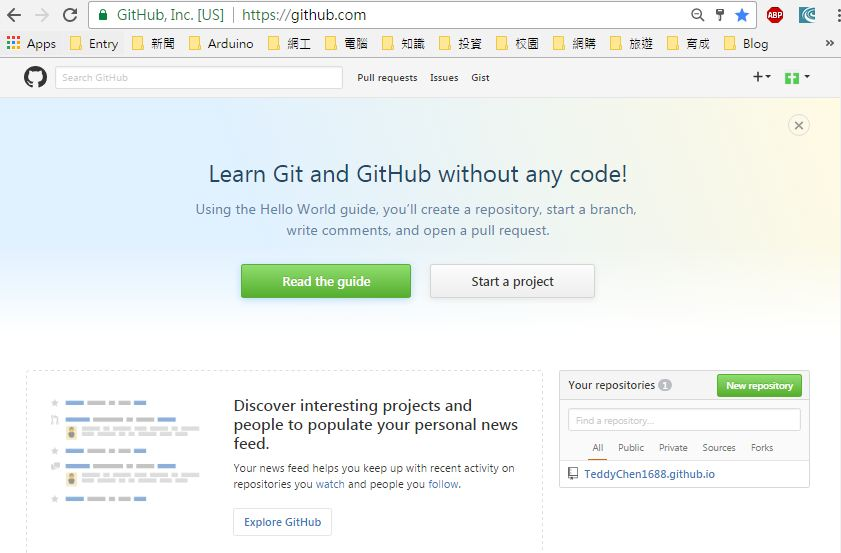 GitHub, Inc. [US] https://github.com
ABP
Apps Entry 新聞 Arduino 網工 電腦 知識 投資 校園 網購 旅遊 育成 Blog »
Search GitHub Pull requests Issues Gist
Learn Git and GitHub without any code!
Using the Hello World guide, you’ll create a repository, start a branch,
write comments, and open a pull request.
Read the guide Start a project
Discover interesting projects and
people to populate your personal news
feed.
Your news feed helps you keep up with recent activity on
repositories you watch and people you follow.
Explore GitHub
Your repositories 1 New repository
Find a repository...
All Public Private Sources Forks
TeddyChen1688.github.io